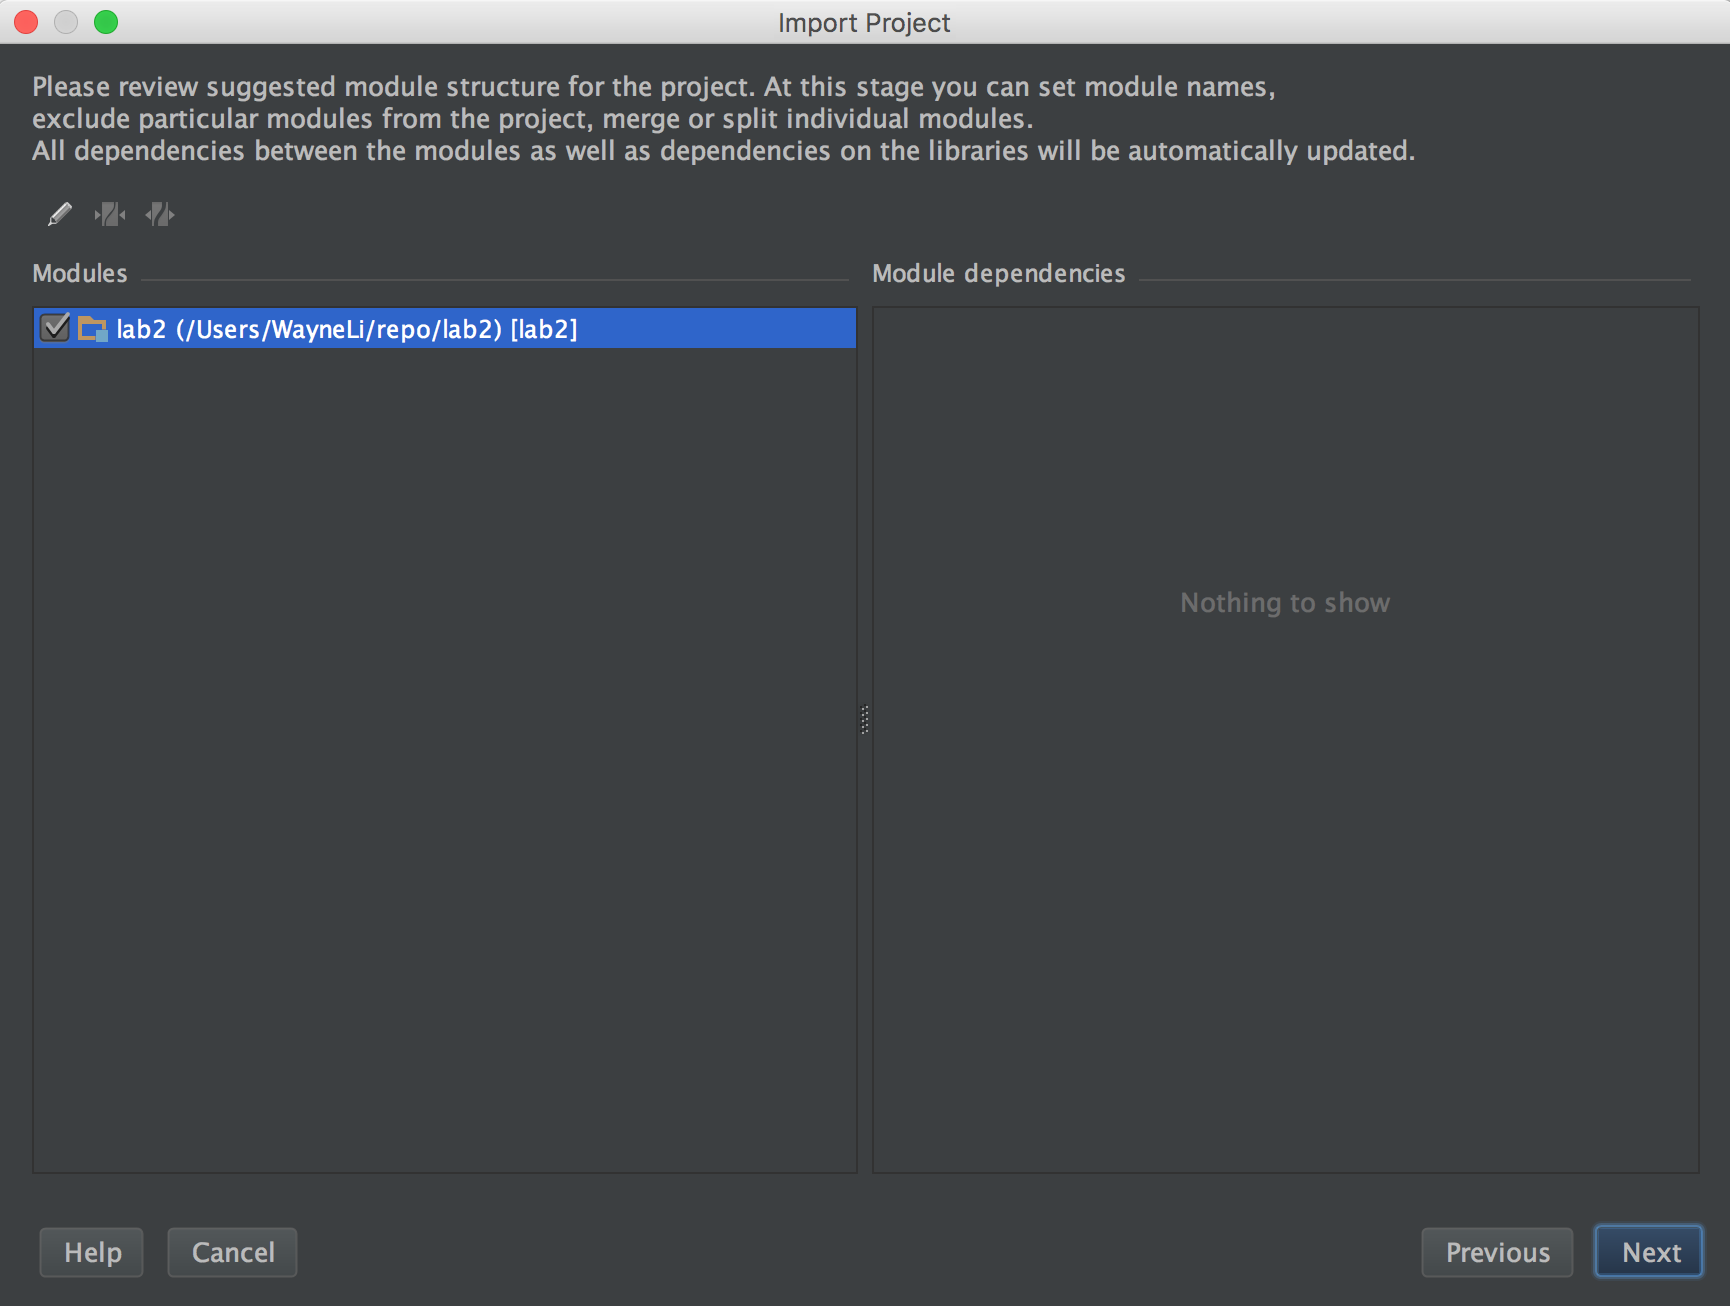 Import Project
Please review suggested module structure for the project. At this stage you can set module names,
exclude particular modules from the project, merge or split individual modules.
All dependencies between the modules as well as dependencies on the libraries will be automatically updated.
Modules
Module dependencies
lab2 (/Users/WayneLi/repo/lab2) [lab2]
Nothing to show
Help
Cancel
Previous
Next